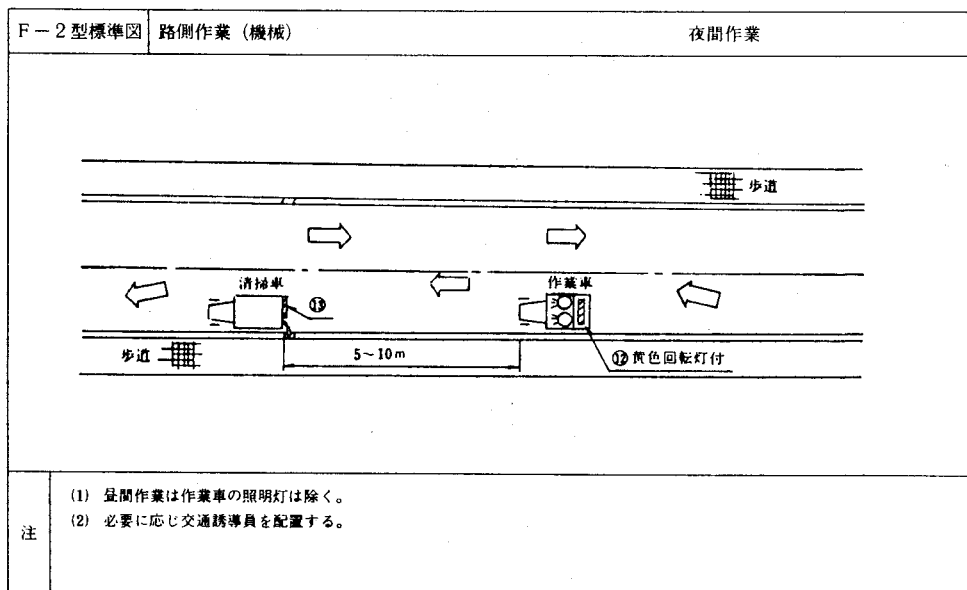 F－2型標準図 路側作業（機械） 夜間作業
歩道
清掃車 作業車
⑬
歩道 5～10m ⑫黄色回転灯付
注
(1) 昼間作業は作業車の照明灯は除く。
(2) 必要に応じ交通誘導員を配置する。